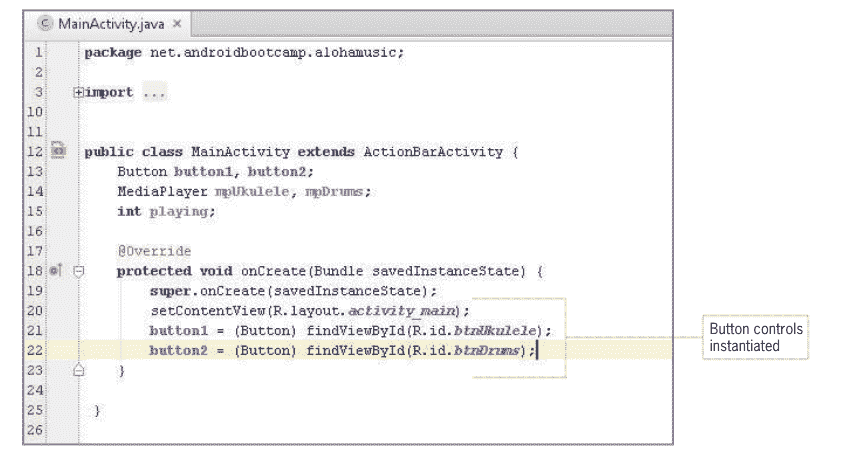 MainActivity.java ×
1 package net.androidbootcamp.alohamusic;
2
3 import ...
10
11
12 public class MainActivity extends ActionBarActivity {
13 Button button1, button2;
14 MediaPlayer mpUkulele, mpDrums;
15 int playing;
16
17 @Override
18 protected void onCreate(Bundle savedInstanceState) {
19 super.onCreate(savedInstanceState);
20 setContentView(R.layout.activity_main);
21 button1 = (Button) findViewById(R.id.btnUkulele);
22 button2 = (Button) findViewById(R.id.btnDrums);
23 }
24
25 }
26
Button controls
instantiated